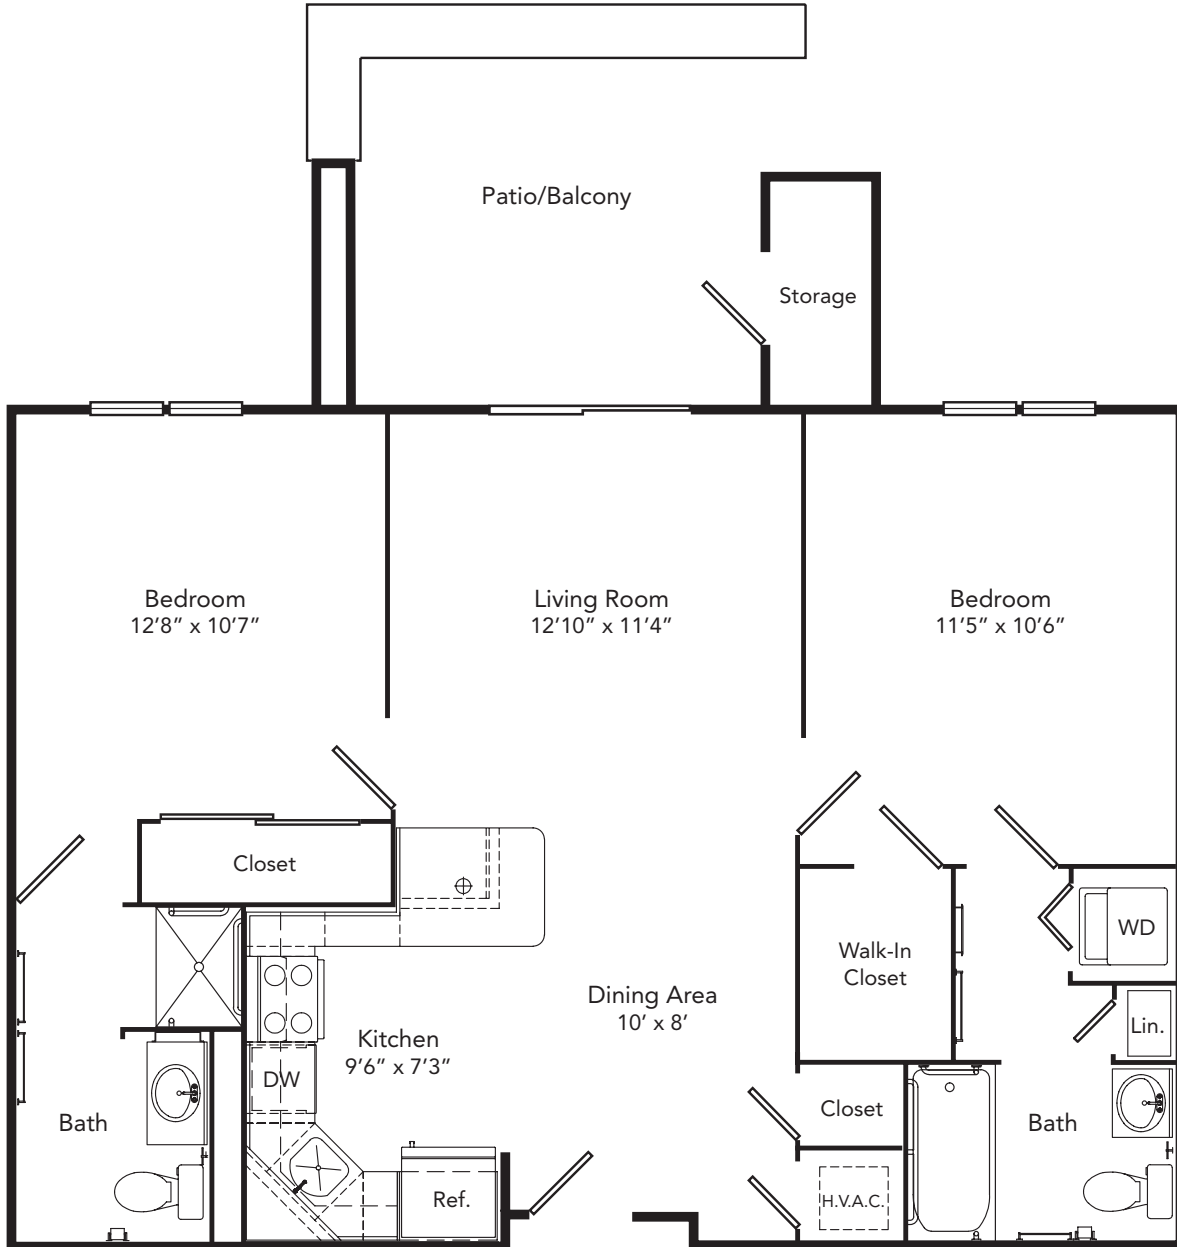 Patio/Balcony
Storage
Bedroom
12'8" x 10'7"
Living Room
12'10" x 11'4"
Bedroom
11'5" x 10'6"
Closet
Walk-In
Closet
WD
Dining Area
10' x 8'
Lin.
Kitchen
9'6" x 7'3"
DW
Closet
Bath
Bath
Ref.
H.V.A.C.